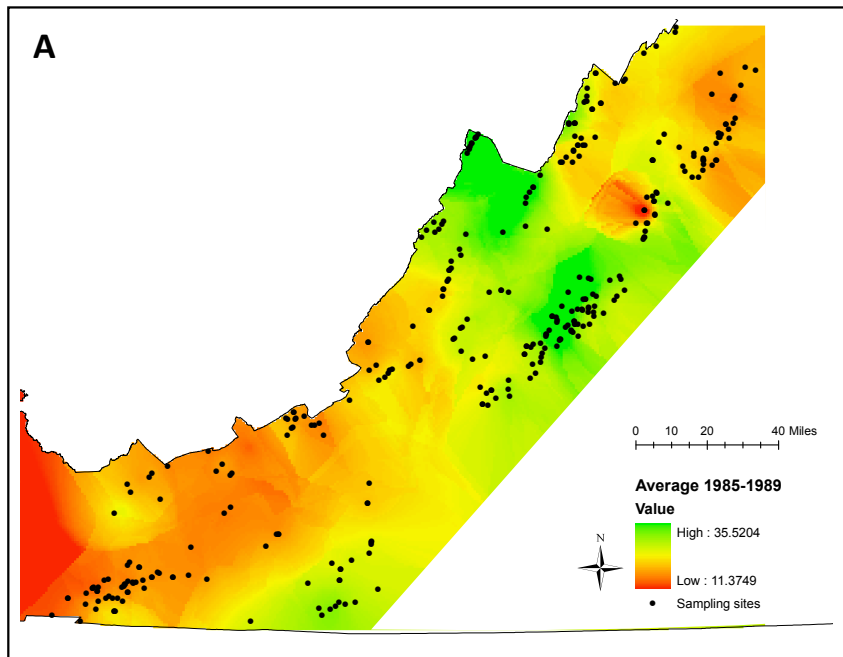 A
0 10 20 40 Miles
Average 1985-1989
Value
High : 35.5204
Low : 11.3749
Sampling sites
N